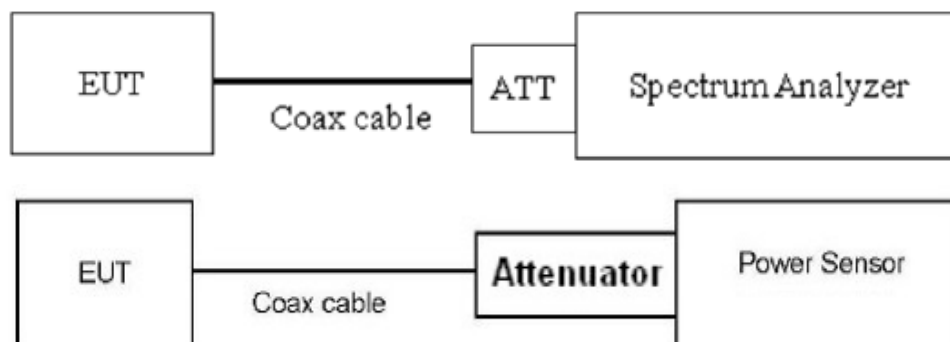 EUT
Coax cable
ATT
Spectrum Analyzer
EUT
Coax cable
Attenuator
Power Sensor